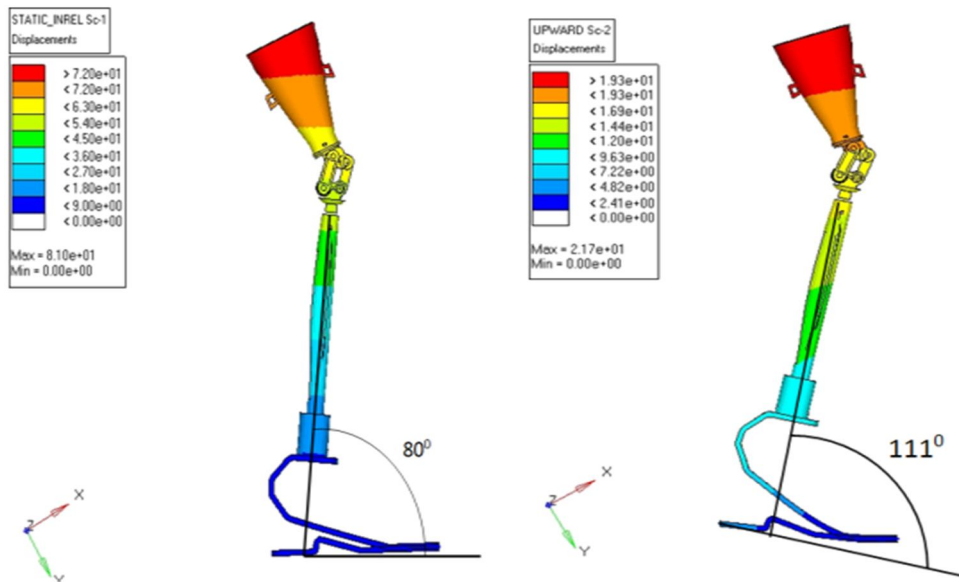 STATIC_INREL Sc-1
Displacements
> 7.20e+01
< 7.20e+01
< 6.30e+01
< 5.40e+01
< 4.50e+01
< 3.60e+01
< 2.70e+01
< 1.80e+01
< 9.00e+00
< 0.00e+00
Max = 8.10e+01
Min = 0.00e+00
80⁰
X
Z
Y
UPWARD Sc-2
Displacements
> 1.93e+01
< 1.93e+01
< 1.69e+01
< 1.44e+01
< 1.20e+01
< 9.63e+00
< 7.22e+00
< 4.82e+00
< 2.41e+00
< 0.00e+00
Max = 2.17e+01
Min = 0.00e+00
111⁰
X
Z
Y